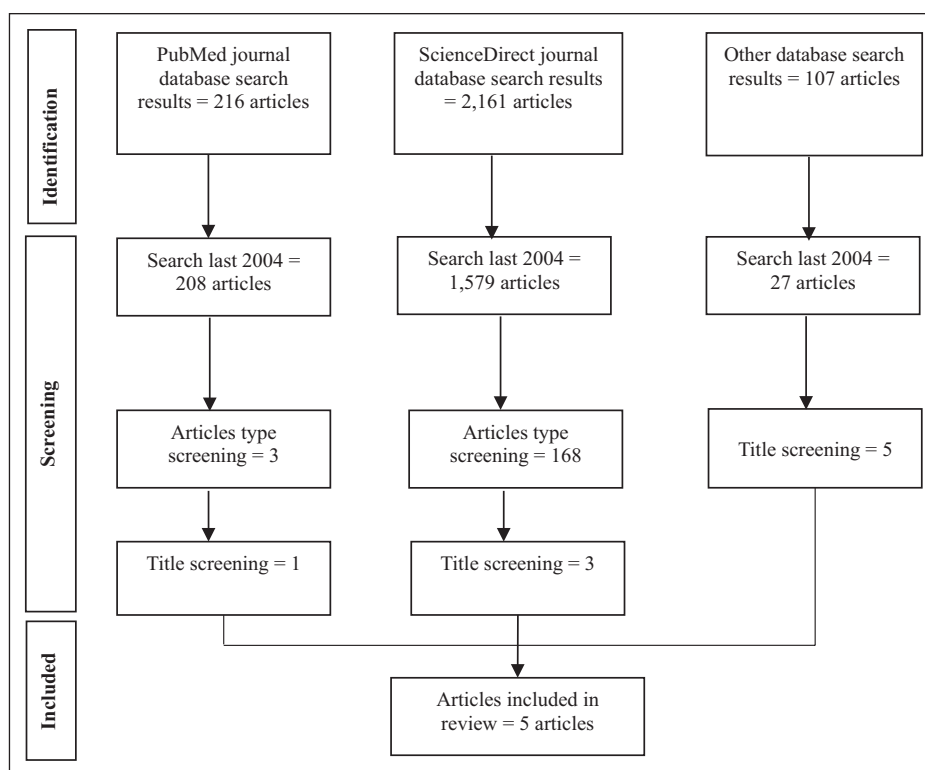 Identification
PubMed journal
database search
results = 216 articles
ScienceDirect journal
database search results
= 2,161 articles
Other database search
results = 107 articles
Screening
Search last 2004 =
208 articles
Search last 2004 =
1,579 articles
Search last 2004 =
27 articles
Articles type
screening = 3
Articles type
screening = 168
Title screening = 5
Title screening = 1
Title screening = 3
Included
Articles included in
review = 5 articles